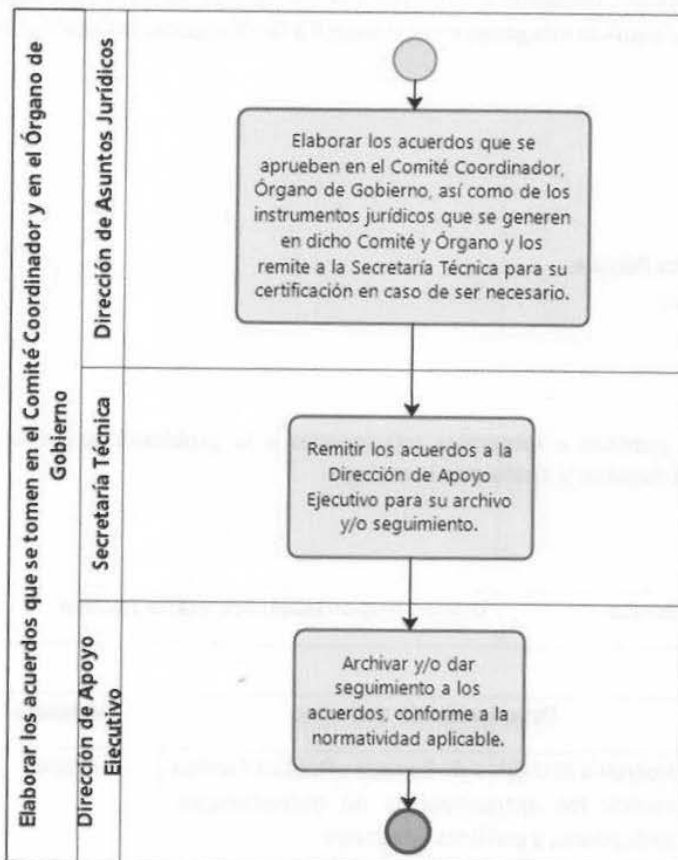 Elaborar los acuerdos que se tomen en el Comité Coordinador y en el Órgano de
Gobierno
Dirección de Asuntos Jurídicos
Elaborar los acuerdos que se
aprueben en el Comité Coordinador,
Órgano de Gobierno, así como de los
instrumentos jurídicos que se generen
en dicho Comité y Órgano y los
remite a la Secretaría Técnica para su
certificación en caso de ser necesario.
Secretaría Técnica
Remitir los acuerdos a la
Dirección de Apoyo
Ejecutivo para su archivo
y/o seguimiento.
Dirección de Apoyo
Ejecutivo
Archivar y/o dar
seguimiento a los
acuerdos, conforme a la
normatividad aplicable.